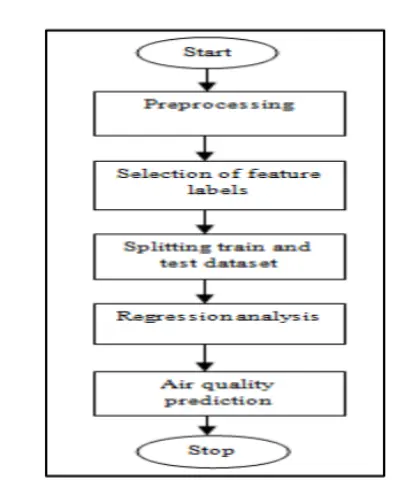 Start
Preprocessing
Selection of feature
labels
Splitting train and
test dataset
Regression analysis
Air quality
prediction
Stop